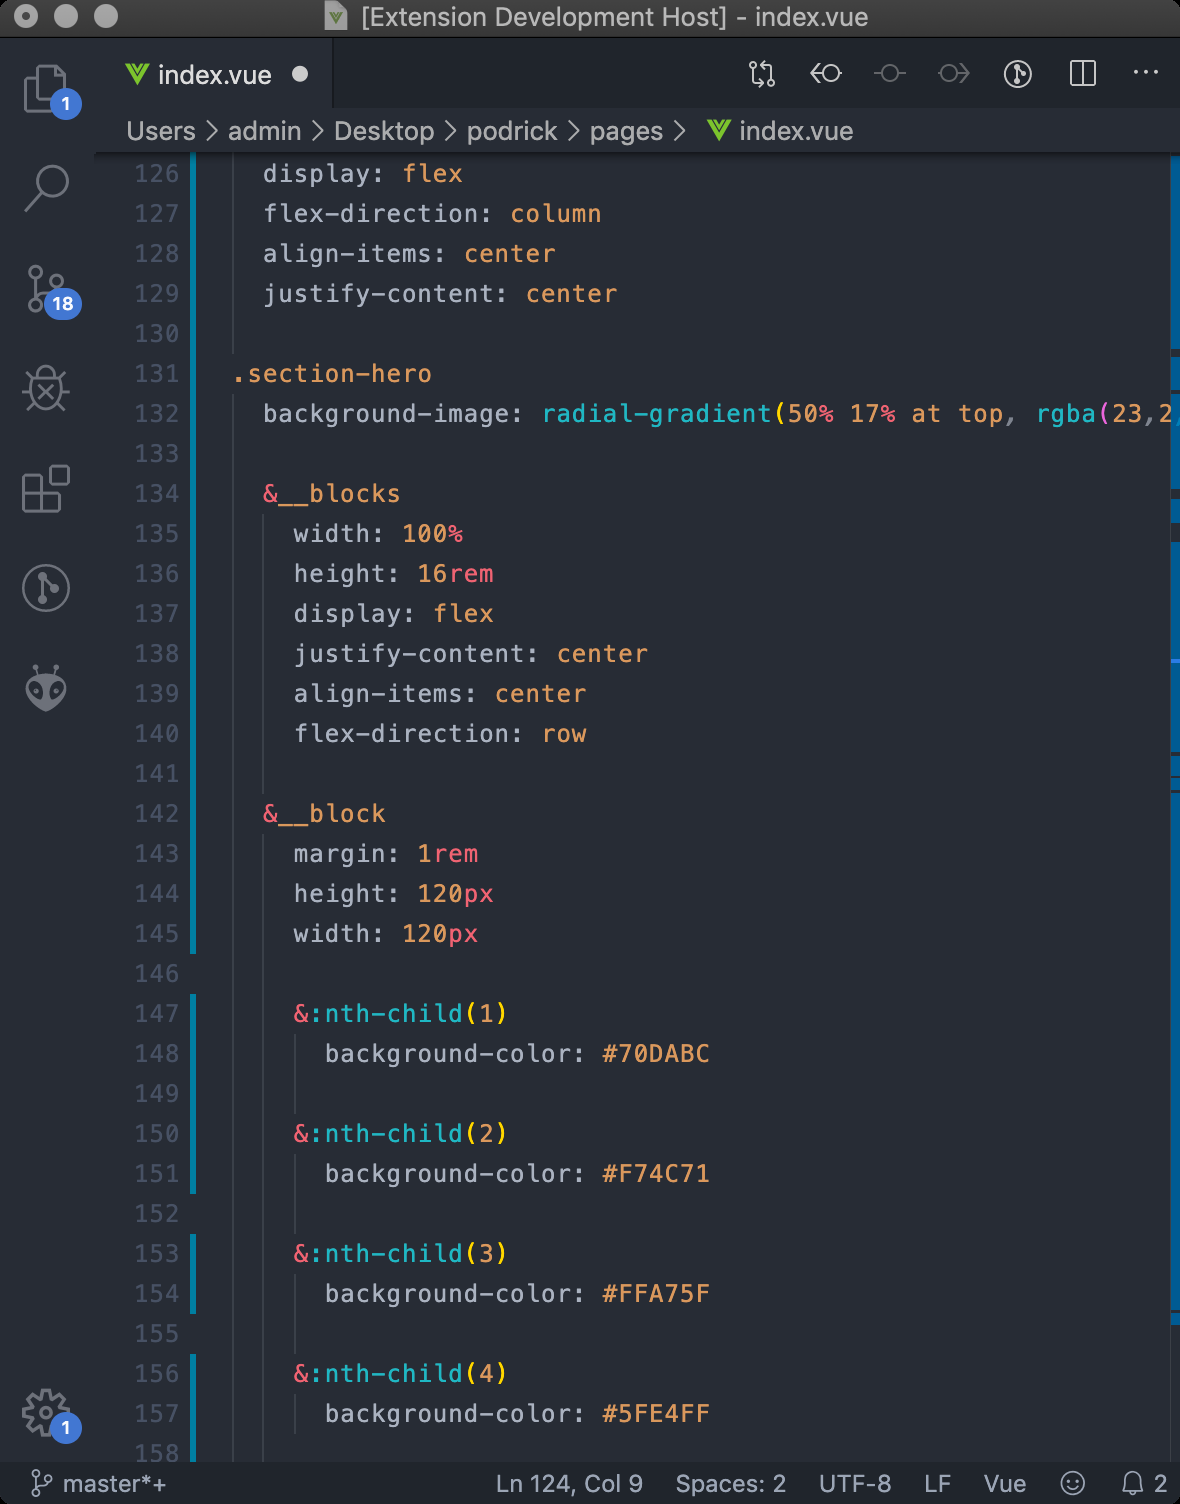 [Extension Development Host] - index.vue
index.vue
Users > admin > Desktop > podrick > pages > index.vue
1
18
1
126 display: flex
127 flex-direction: column
128 align-items: center
129 justify-content: center
130
131 .section-hero
132 background-image: radial-gradient(50% 17% at top, rgba(23,2
133
134 &__blocks
135 width: 100%
136 height: 16rem
137 display: flex
138 justify-content: center
139 align-items: center
140 flex-direction: row
141
142 &__block
143 margin: 1rem
144 height: 120px
145 width: 120px
146
147 &:nth-child(1)
148 background-color: #70DABC
149
150 &:nth-child(2)
151 background-color: #F74C71
152
153 &:nth-child(3)
154 background-color: #FFA75F
155
156 &:nth-child(4)
157 background-color: #5FE4FF
158
master*+ Ln 124, Col 9 Spaces: 2 UTF-8 LF Vue 2